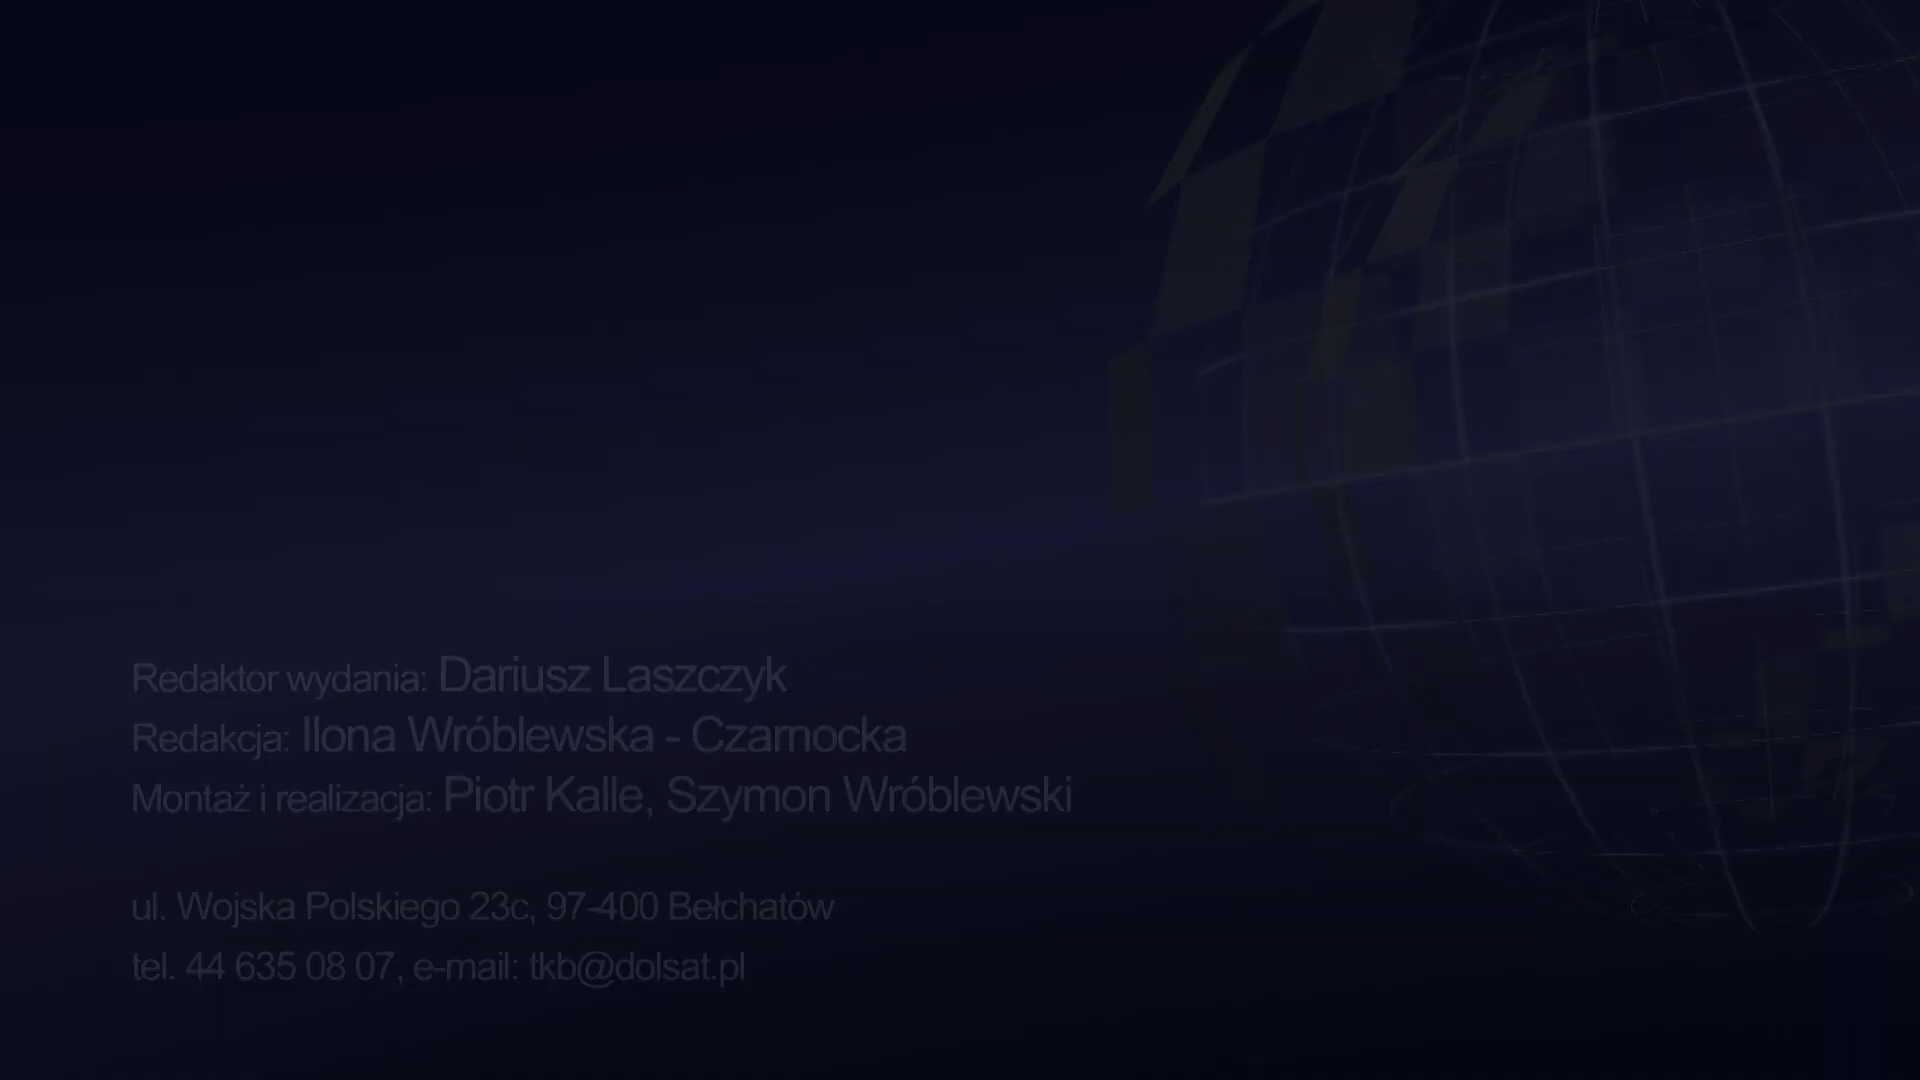 Redaktor wydania: Dariusz Laszczyk
Redakcja: Ilona Wróblewska - Czarnocka
Montaż i realizacja: Piotr Kalle, Szymon Wróblewski
ul. Wojska Polskiego 23c, 97-400 Bełchatów
tel. 44 635 08 07, e-mail: tkb@dolsat.pl